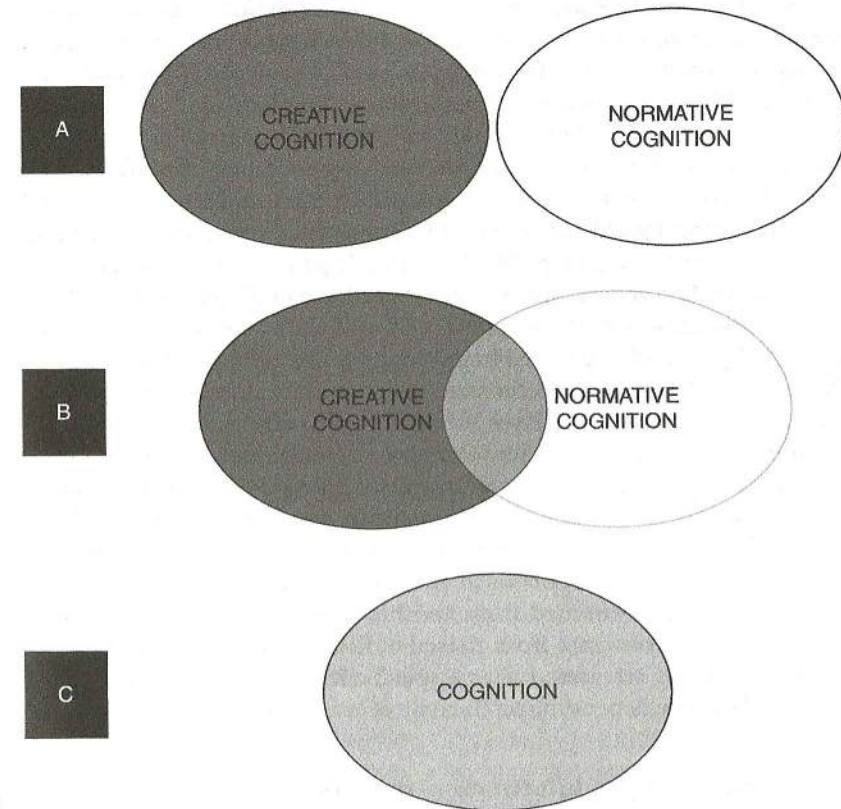 A
CREATIVE
COGNITION
NORMATIVE
COGNITION
B
CREATIVE
COGNITION
NORMATIVE
COGNITION
C
COGNITION